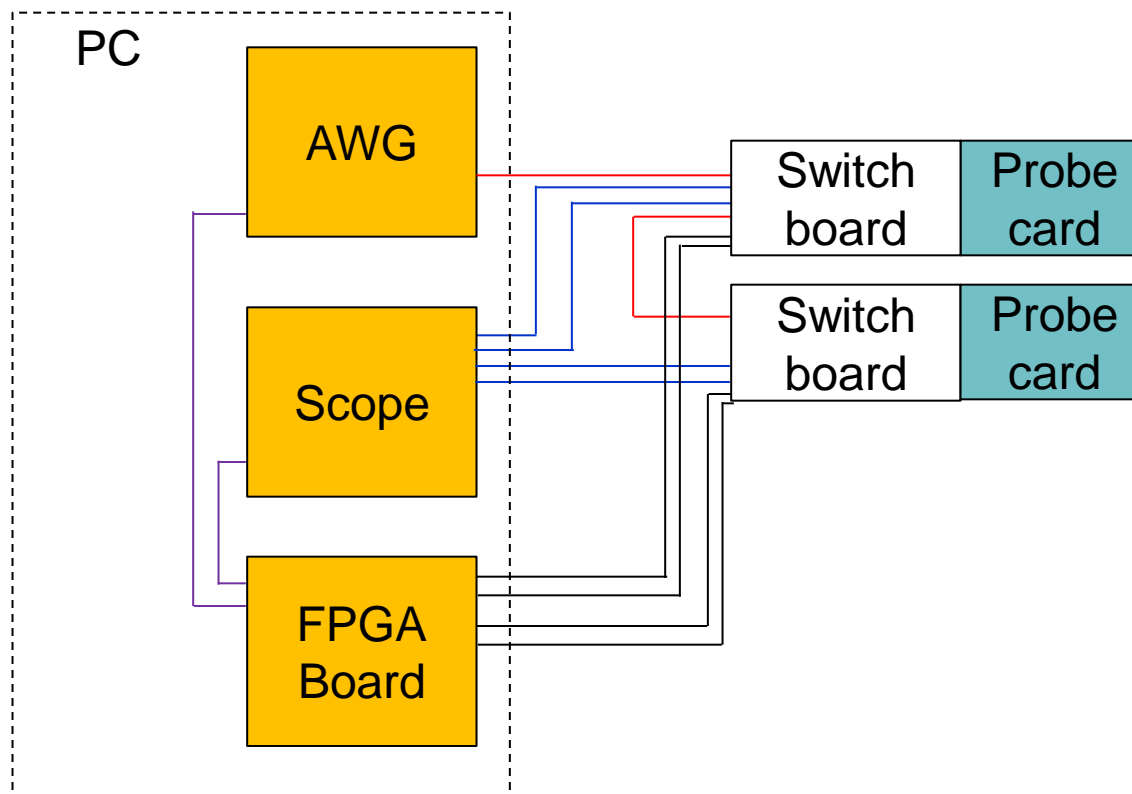 PC
AWG
Switch
board
Probe
card
Switch
board
Probe
card
Scope
FPGA
Board